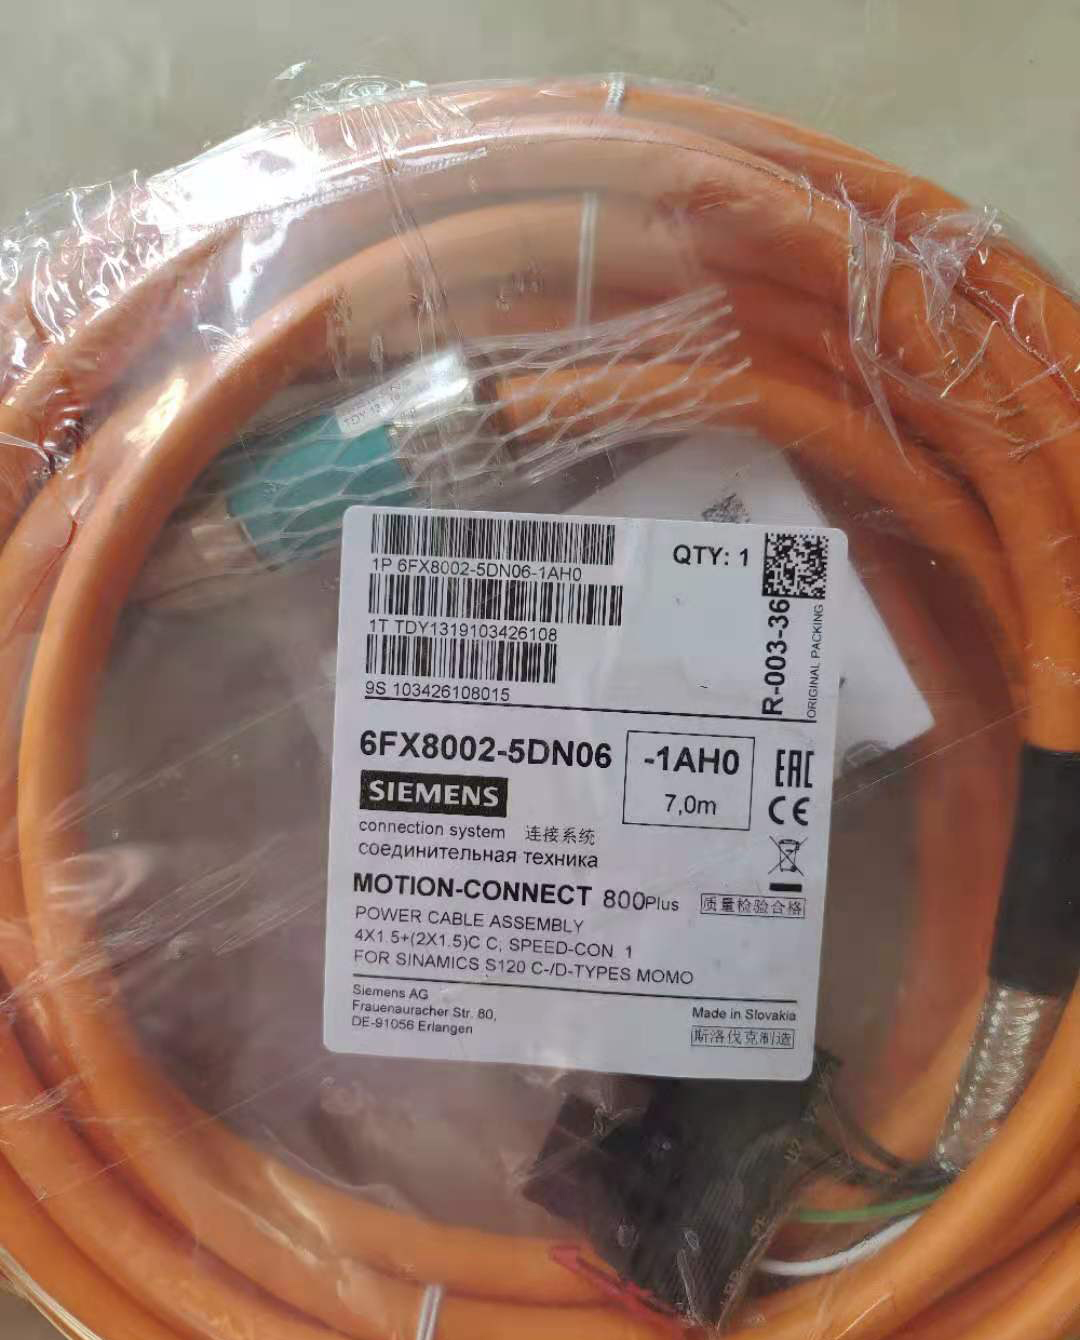 1P 6FX8002-5DN06-1AH0
QTY: 1
1T TDY1319103426108
9S 103426108015
R-003-36
ORIGINAL PACKING
6FX8002-5DN06
-1AH0
7,0m
SIEMENS
EAC
CE
connection system 连接系统
соединительная техника
MOTION-CONNECT 800Plus
质量检验合格
POWER CABLE ASSEMBLY
4X1.5+(2X1.5)C C, SPEED-CON 1
FOR SINAMICS S120 C-/D-TYPES MOMO
Siemens AG
Frauenauracher Str. 80,
DE-91056 Erlangen
Made in Slovakia
斯洛伐克制造